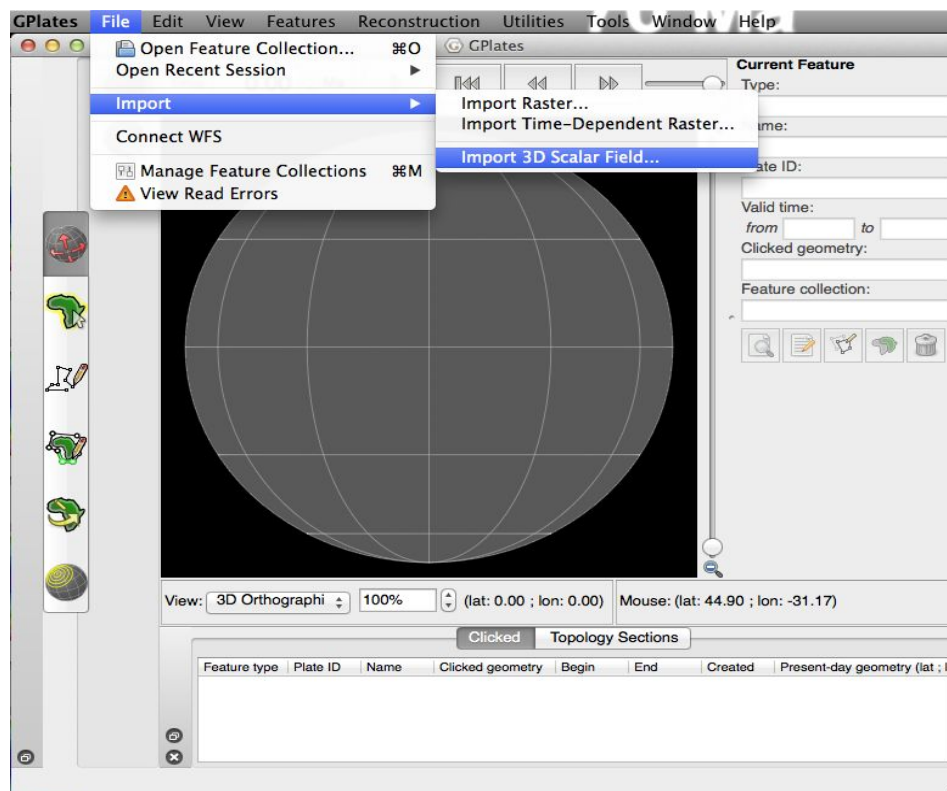 GPlates File Edit View Features Reconstruction Utilities Tools Window Help
GPlates
Open Feature Collection... ⌘O
Open Recent Session ▶
Import ▶
Connect WFS
Manage Feature Collections ⌘M
View Read Errors
Import Raster...
Import Time-Dependent Raster...
Import 3D Scalar Field...
Current Feature
Type:
Plate ID:
Valid time:
from to
Clicked geometry:
Feature collection:
View: 3D Orthographi 100% (lat: 0.00 ; lon: 0.00) Mouse: (lat: 44.90 ; lon: -31.17)
Clicked Topology Sections
Feature type Plate ID Name Clicked geometry Begin End Created Present-day geometry (lat ;